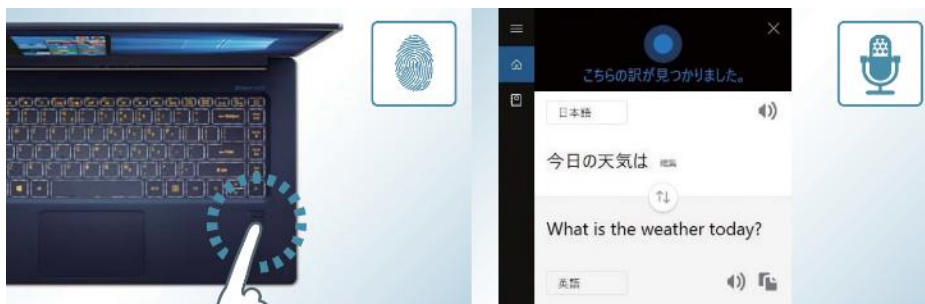 こちらの訳が見つかりました。
日本語
今日の天気は
What is the weather today?
英語